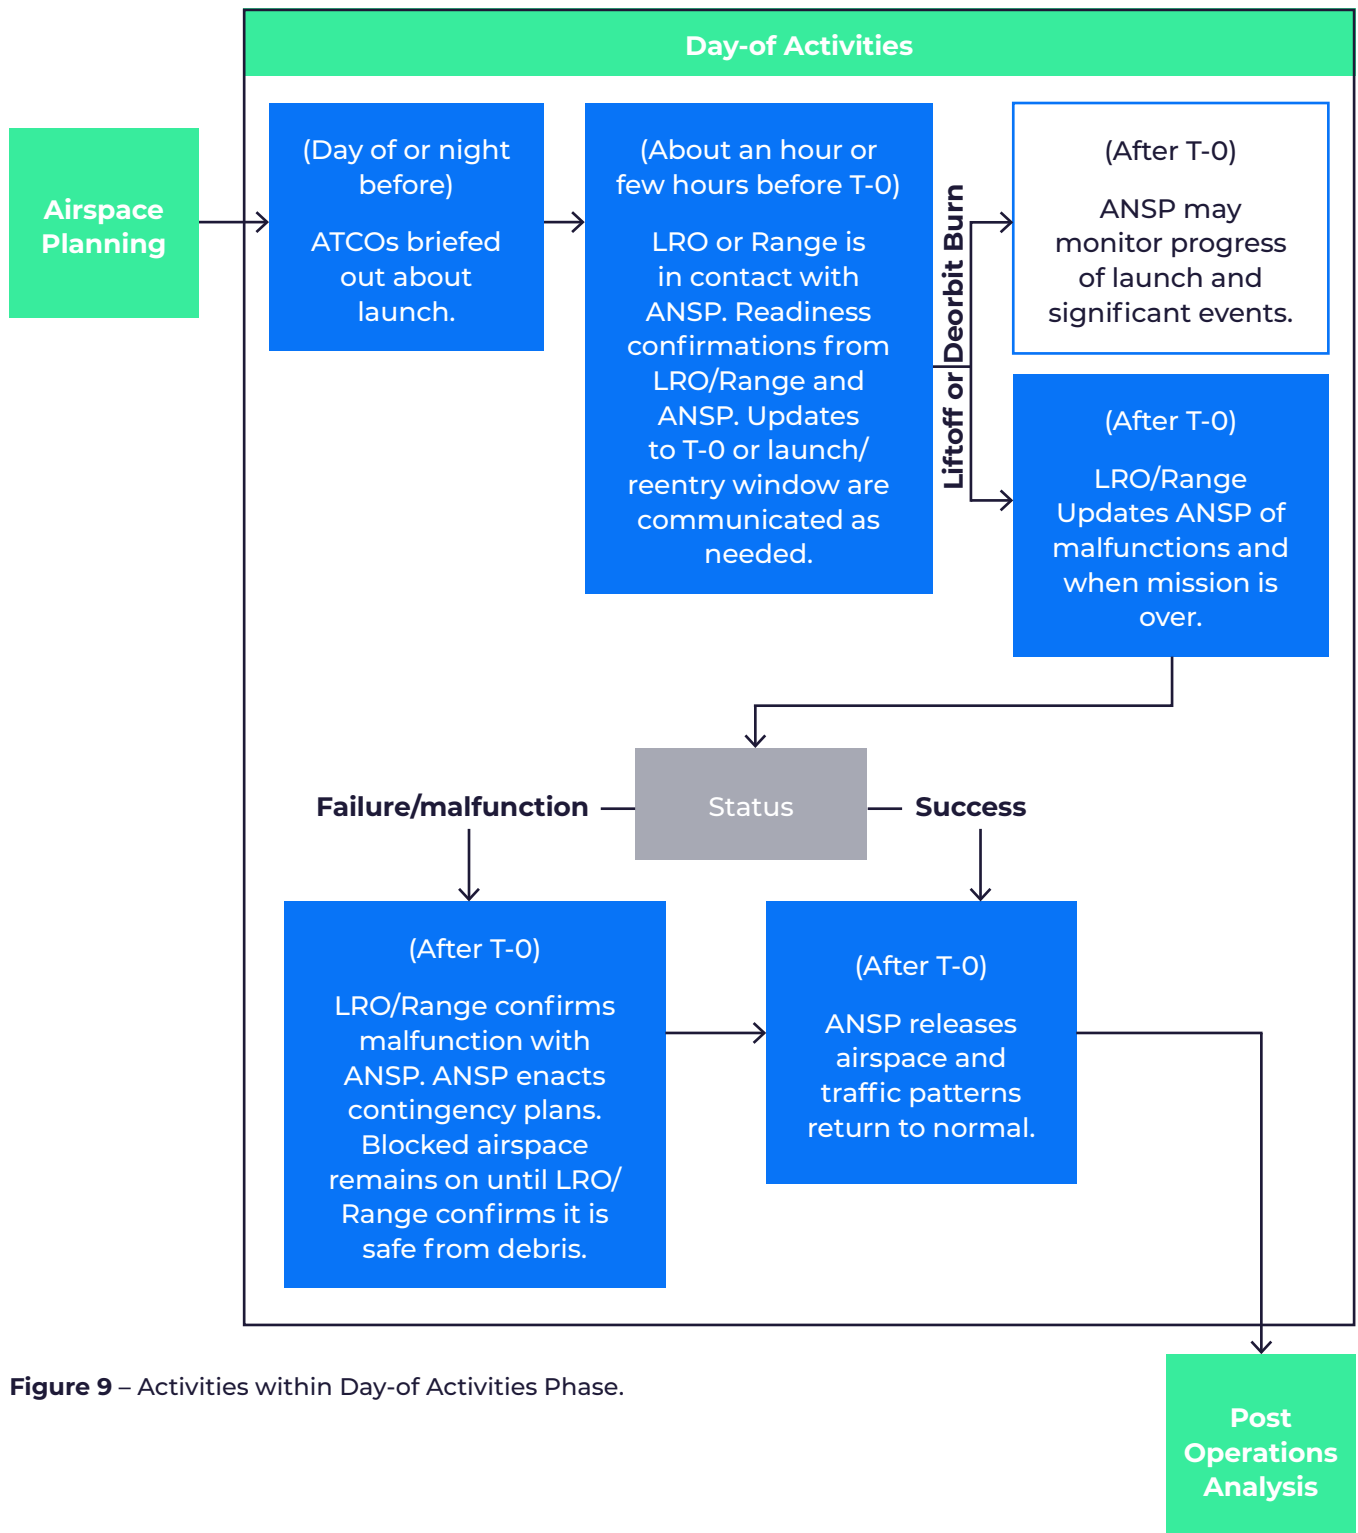 Day-of Activities
Airspace
Planning
(Day of or night
before)
ATCOs briefed
out about
launch.
(About an hour or
few hours before T-0)
LRO or Range is
in contact with
ANSP. Readiness
confirmations from
LRO/Range and
ANSP. Updates
to T-0 or launch/
reentry window are
communicated as
needed.
Liftoff or Deorbit Burn
(After T-0)
ANSP may
monitor progress
of launch and
significant events.
(After T-0)
LRO/Range
Updates ANSP of
malfunctions and
when mission is
over.
Status
Failure/malfunction
Success
(After T-0)
LRO/Range confirms
malfunction with
ANSP. ANSP enacts
contingency plans.
Blocked airspace
remains on until LRO/
Range confirms it is
safe from debris.
(After T-0)
ANSP releases
airspace and
traffic patterns
return to normal.
Figure 9 – Activities within Day-of Activities Phase.
Post
Operations
Analysis